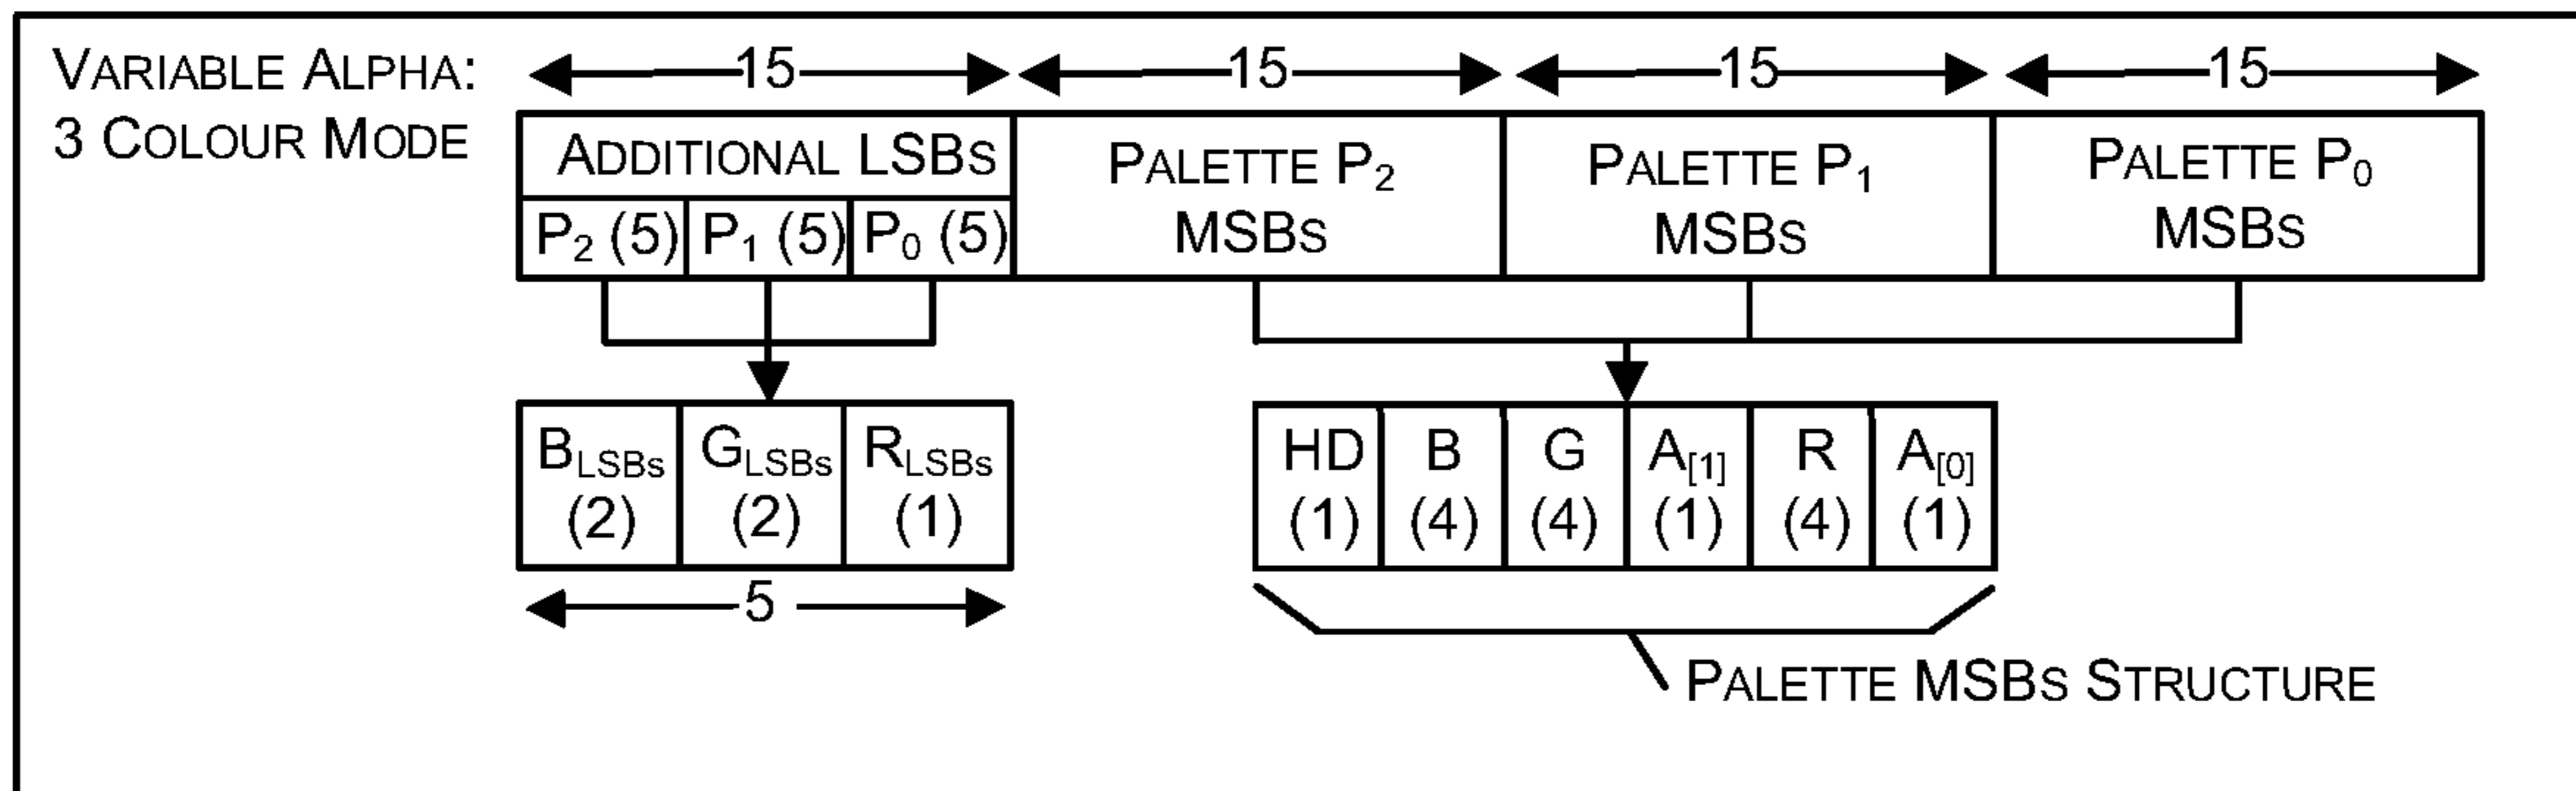 VARIABLE ALPHA:
3 COLOUR MODE
15 15 15 15
ADDITIONAL LSBS
P2 (5) P1 (5) P0 (5)
PALETTE P2
MSBS
PALETTE P1
MSBS
PALETTE P0
MSBS
BLSBs
(2)
GLSBs
(2)
RLSBs
(1)
5
HD
(1)
B
(4)
G
(4)
A[1]
(1)
R
(4)
A[0]
(1)
PALETTE MSBS STRUCTURE